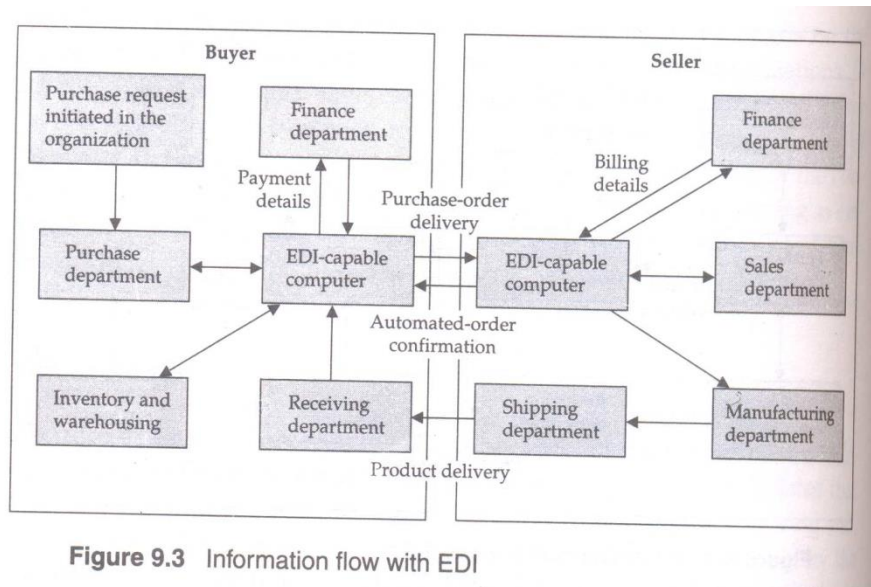 Buyer
Seller
Purchase request
initiated in the
organization
Finance
department
Finance
department
Payment
details
Billing
details
Purchase-order
delivery
Purchase
department
EDI-capable
computer
EDI-capable
computer
Sales
department
Automated-order
confirmation
Inventory and
warehousing
Receiving
department
Shipping
department
Manufacturing
department
Product delivery
Figure 9.3 Information flow with EDI